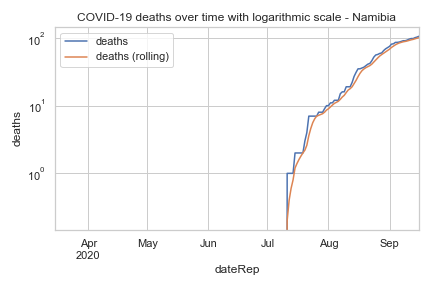 COVID-19 deaths over time with logarithmic scale - Namibia
deaths
deaths (rolling)
10²
10¹
10⁰
deaths
Apr
2020
May
Jun
Jul
Aug
Sep
dateRep